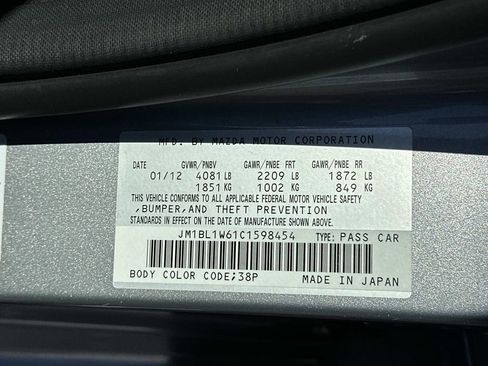 MFD. BY MAZDA MOTOR CORPORATION
DATE GVWR/PNBV GAWR/PNBE FRT GAWR/PNBE RR
01/12 4081 LB 2209 LB 1872 LB
1851 KG 1002 KG 849 KG
THIS VEHICLE CONFORMS TO ALL APPLICABLE FEDERAL MOTOR VEHICLE SAFETY
,BUMPER,AND THEFT PREVENTION
STANDARDS IN EFFECT ON THE DATE OF MANUFACTURE SHOWN ABOVE.
JM1BL1W61C1598454 TYPE: PASS CAR
BODY COLOR CODE;38P MADE IN JAPAN